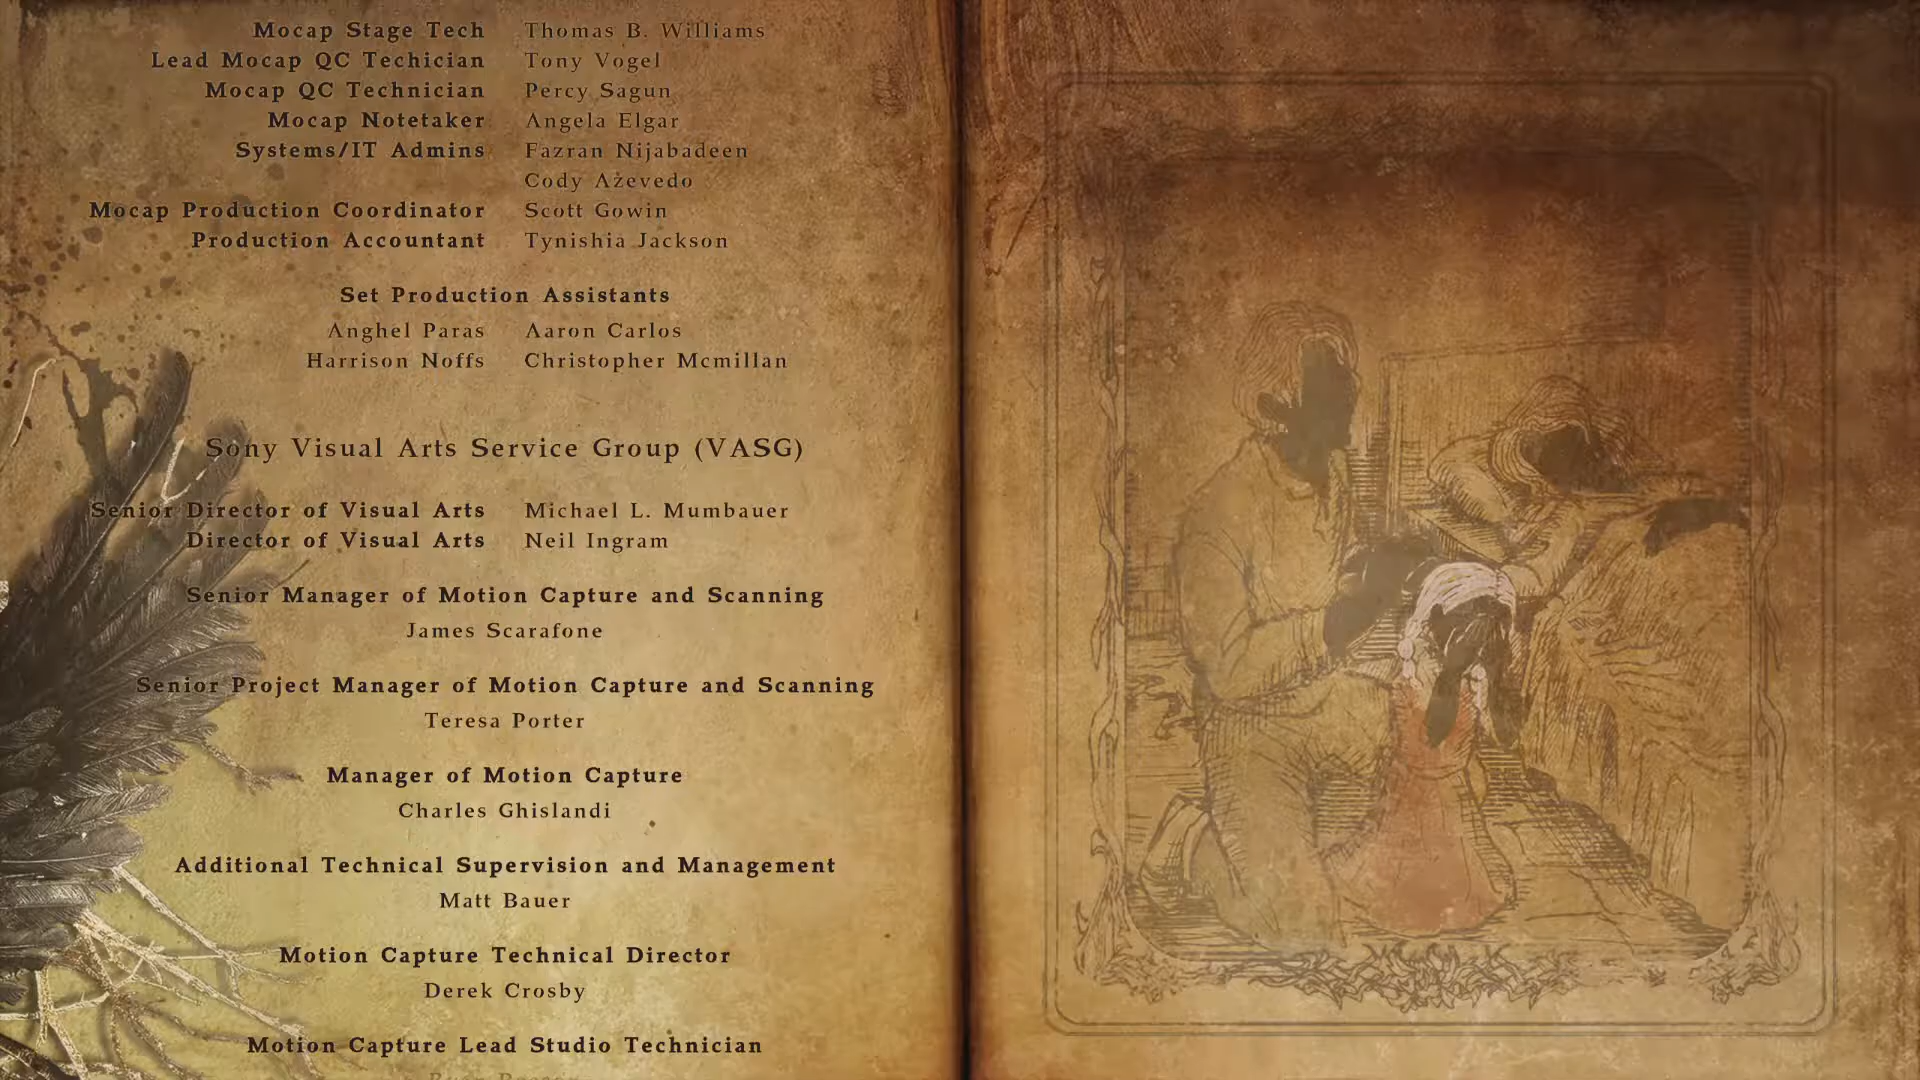 Mocap Stage Tech Thomas B. Williams
Lead Mocap QC Techician Tony Vogel
Mocap QC Technician Percy Sagun
Mocap Notetaker Angela Elgar
Systems/IT Admins Fazran Nijabadeen
Cody Azevedo
Mocap Production Coordinator Scott Gowin
Production Accountant Tynishia Jackson
Set Production Assistants
Anghel Paras Aaron Carlos
Harrison Noffs Christopher Mcmillan
Sony Visual Arts Service Group (VASG)
Senior Director of Visual Arts Michael L. Mumbauer
Director of Visual Arts Neil Ingram
Senior Manager of Motion Capture and Scanning
James Scarafone
Senior Project Manager of Motion Capture and Scanning
Teresa Porter
Manager of Motion Capture
Charles Ghislandi
Additional Technical Supervision and Management
Matt Bauer
Motion Capture Technical Director
Derek Crosby
Motion Capture Lead Studio Technician